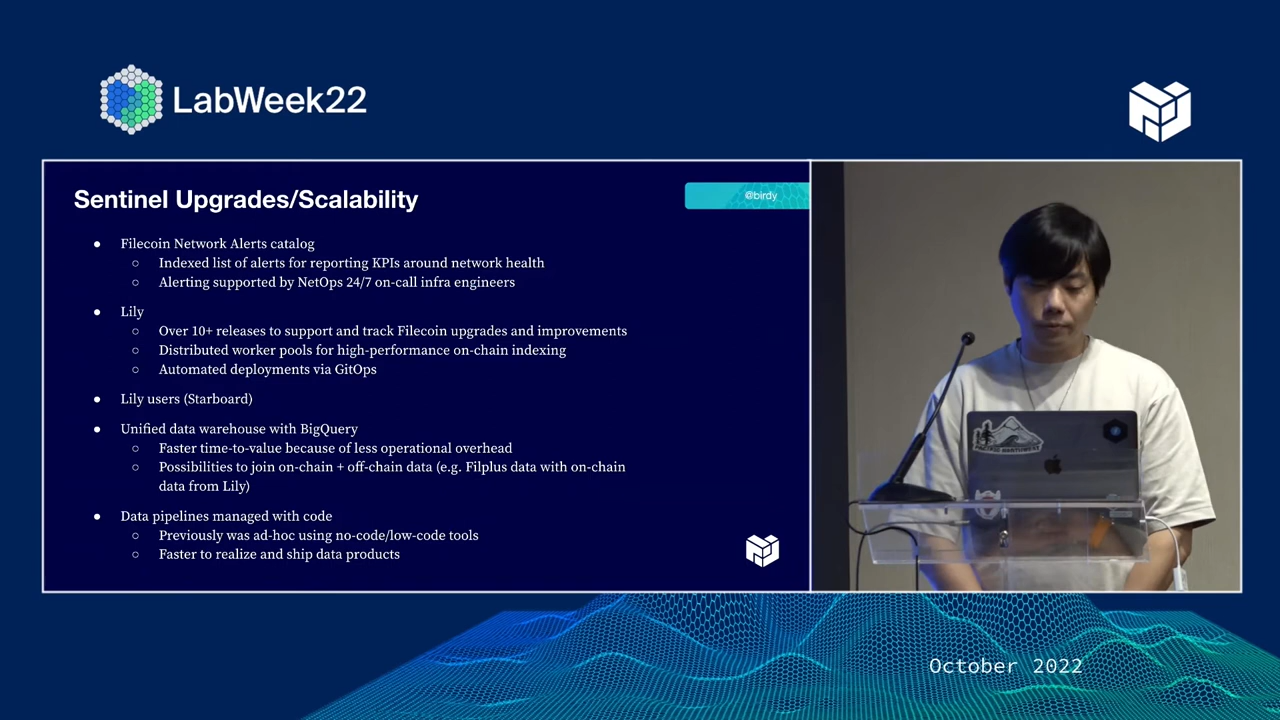 LabWeek22
Sentinel Upgrades/Scalability
@birdy
● Filecoin Network Alerts catalog
○ Indexed list of alerts for reporting KPIs around network health
○ Alerting supported by NetOps 24/7 on-call infra engineers
● Lily
○ Over 10+ releases to support and track Filecoin upgrades and improvements
○ Distributed worker pools for high-performance on-chain indexing
○ Automated deployments via GitOps
● Lily users (Starboard)
● Unified data warehouse with BigQuery
○ Faster time-to-value because of less operational overhead
○ Possibilities to join on-chain + off-chain data (e.g. Filplus data with on-chain
data from Lily)
● Data pipelines managed with code
○ Previously was ad-hoc using no-code/low-code tools
○ Faster to realize and ship data products
October 2022